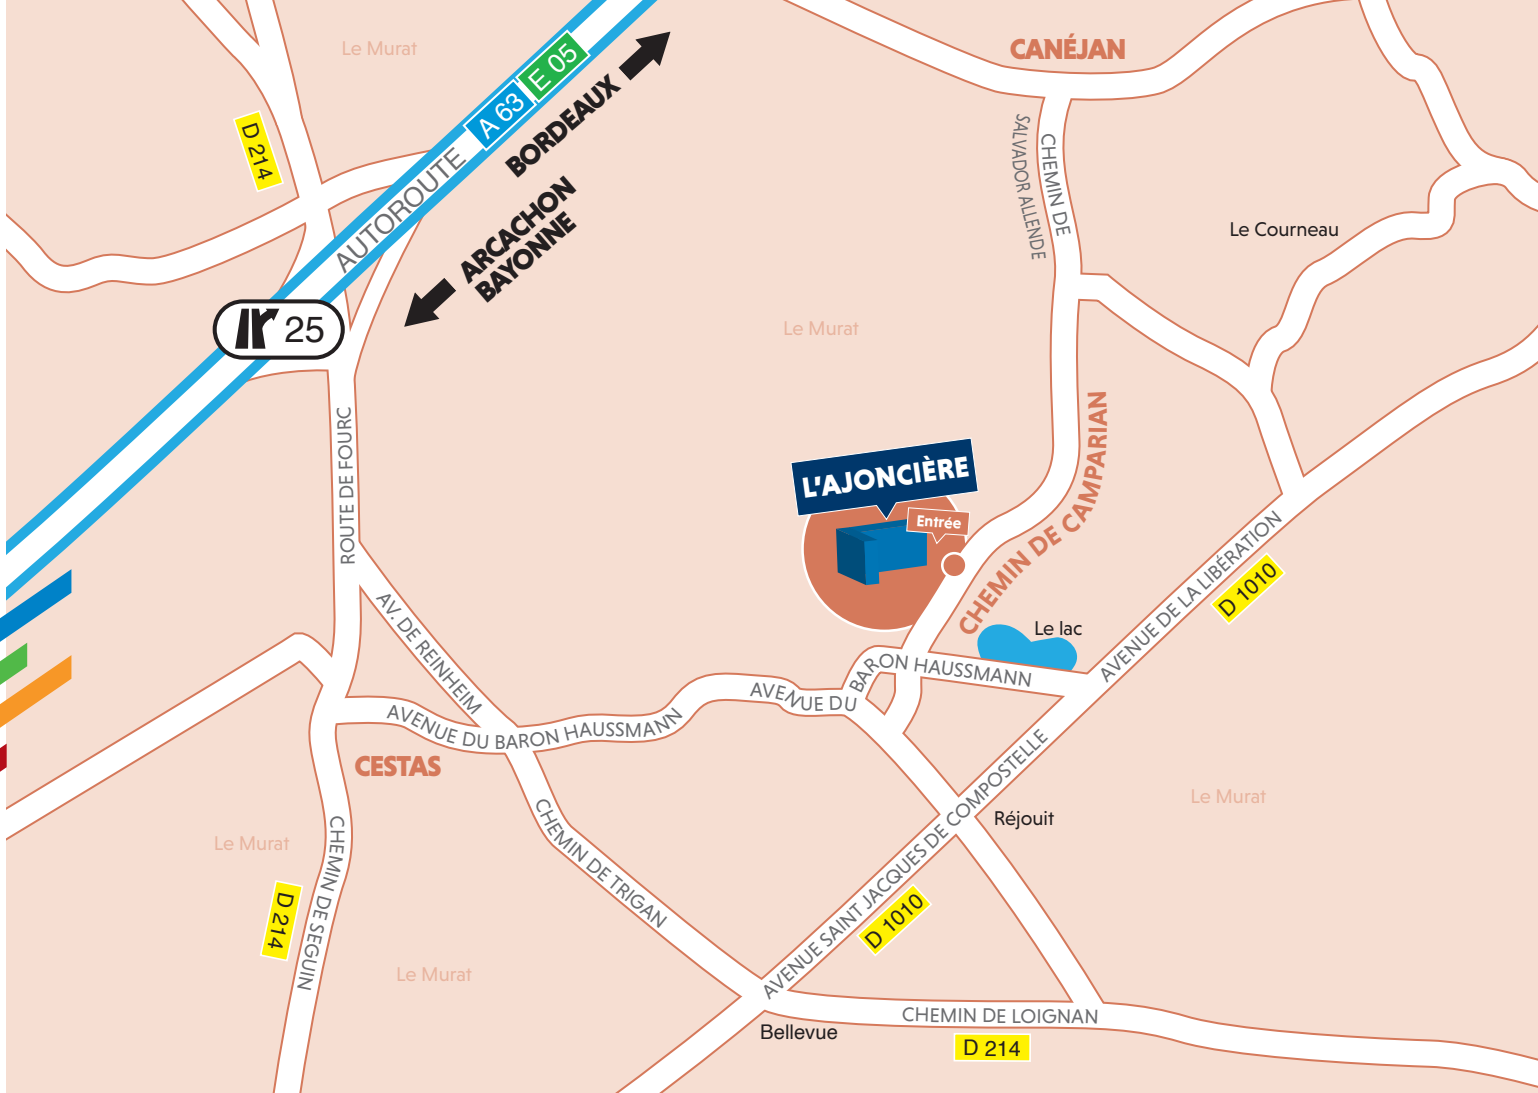 Le Murat
CANÉJAN
E 05
A 63
BORDEAUX
D 214
AUTOROUTE
ARCACHON
BAYONNE
CHEMIN DE
SALVADOR ALLENDE
Le Courneau
25
Le Murat
ROUTE DE FOURC
L'AJONCIÈRE
Entrée
CHEMIN DE CAMPARIAN
AVENUE DE LA LIBÉRATION
D 1010
Le lac
AV. DE REINHEIM
AVENUE DU BARON HAUSSMANN
AVENUE DU BARON HAUSSMANN
CESTAS
AVENUE SAINT JACQUES DE COMPOSTELLE
Réjouit
Le Murat
Le Murat
CHEMIN DE SEGUIN
D 214
CHEMIN DE TRIGAN
D 1010
Le Murat
CHEMIN DE LOIGNAN
Bellevue
D 214